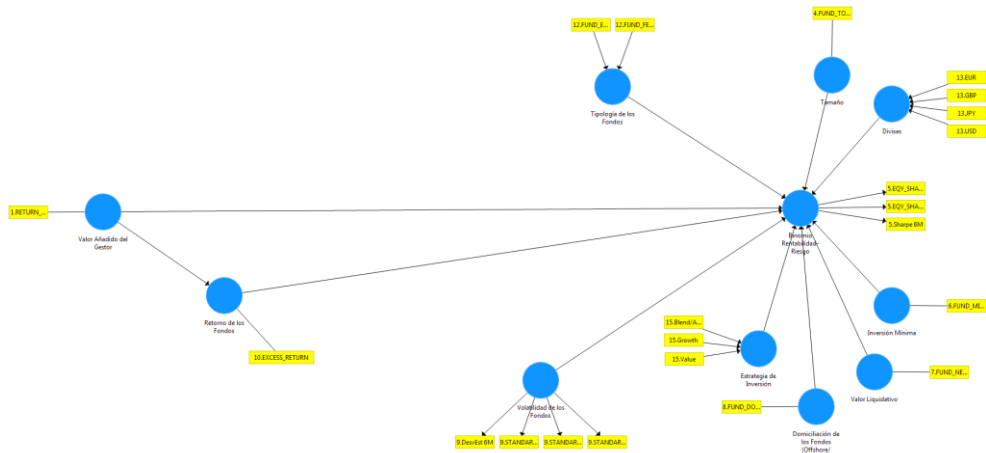 12.FUND_E...
12.FUND_FE...
4.FUND_TO...
Tipología de los
Fondos
Tamaño
13.EUR
13.GBP
13.JPY
13.USD
Divisas
1.RETURN_...
Valor Añadido del
Gestor
5.EQY_SHA...
5.EQY_SHA...
5.Sharpe 6M
Binomio
Rentabilidad-
Riesgo
Retorno de los
Fondos
10.EXCESS_RETURN
6.FUND_MI...
Inversión Mínima
15.Blend/A...
15.Growth
15.Value
Estrategia de
Inversión
7.FUND_NE...
Valor Liquidativo
Volatilidad de los
Fondos
8.FUND_DO...
Domiciliación de
los Fondos
(Offshore/
9.DesvEst 6M
9.STANDAR...
9.STANDAR...
9.STANDAR...